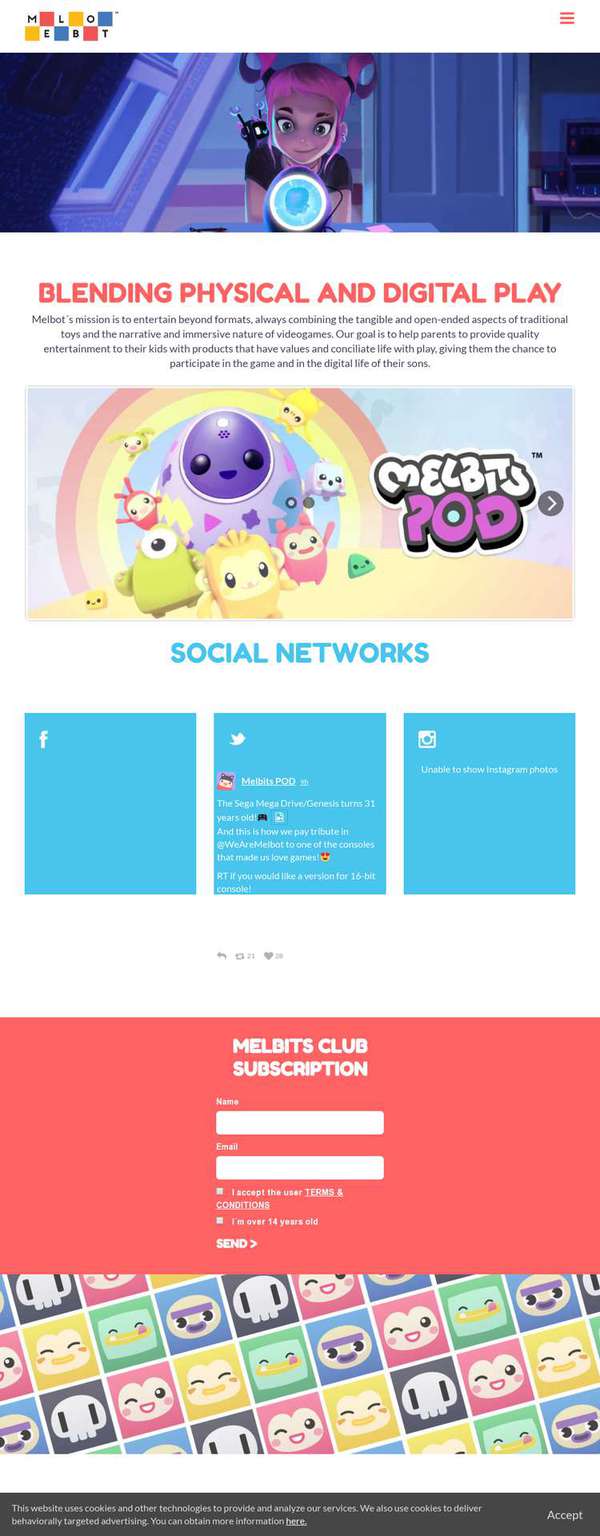 M L O ™
E B T
BLENDING PHYSICAL AND DIGITAL PLAY
Melbot´s mission is to entertain beyond formats, always combining the tangible and open-ended aspects of traditional
toys and the narrative and immersive nature of videogames. Our goal is to help parents to provide quality
entertainment to their kids with products that have values and conciliate life with play, giving them the chance to
participate in the game and in the digital life of their sons.
MELBITS ™
POD
SOCIAL NETWORKS
Melbits POD 9h
The Sega Mega Drive/Genesis turns 31
years old!
And this is how we pay tribute in
@WeAreMelbot to one of the consoles
that made us love games!😍
RT if you would like a version for 16-bit
console!
21 28
Unable to show Instagram photos
MELBITS CLUB
SUBSCRIPTION
Name
Email
I accept the user TERMS &
CONDITIONS
I´m over 14 years old
SEND >
This website uses cookies and other technologies to provide and analyze our services. We also use cookies to deliver
behaviorally targeted advertising. You can obtain more information here.
Accept